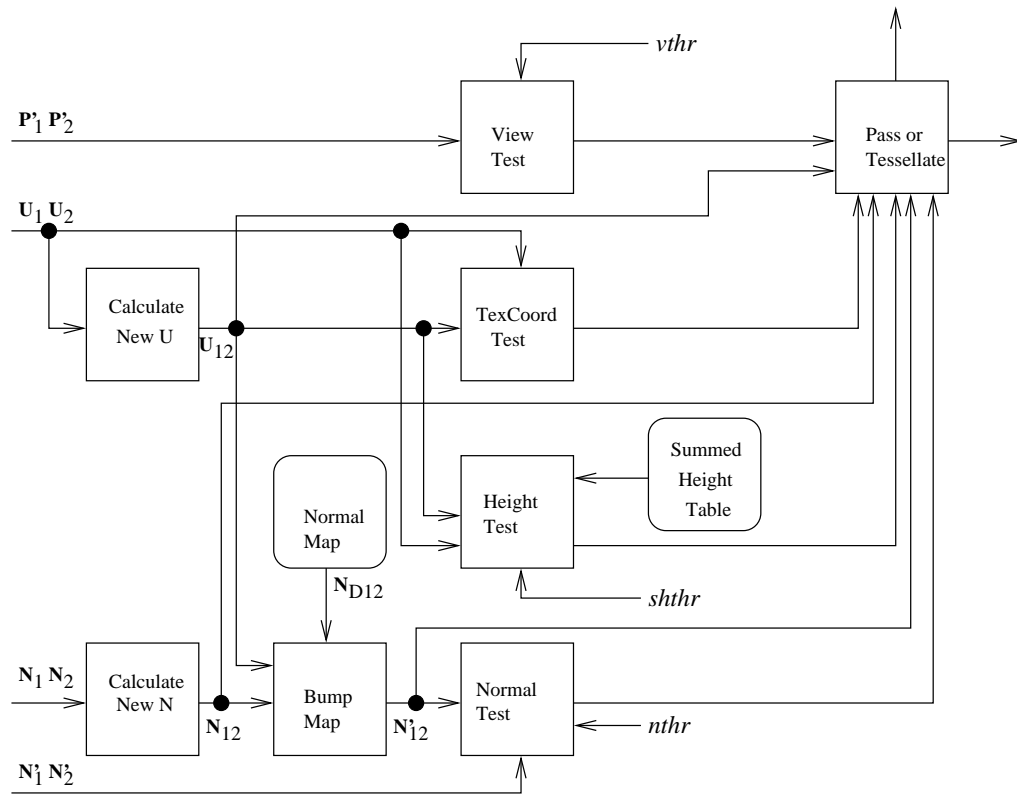 vthr
P'1 P'2
View
Test
Pass or
Tessellate
U1 U2
Calculate
New U
U12
TexCoord
Test
Summed
Height
Table
Normal
Map
Height
Test
ND12
shthr
N1 N2
Calculate
New N
N12
Bump
Map
N'12
Normal
Test
nthr
N'1 N'2